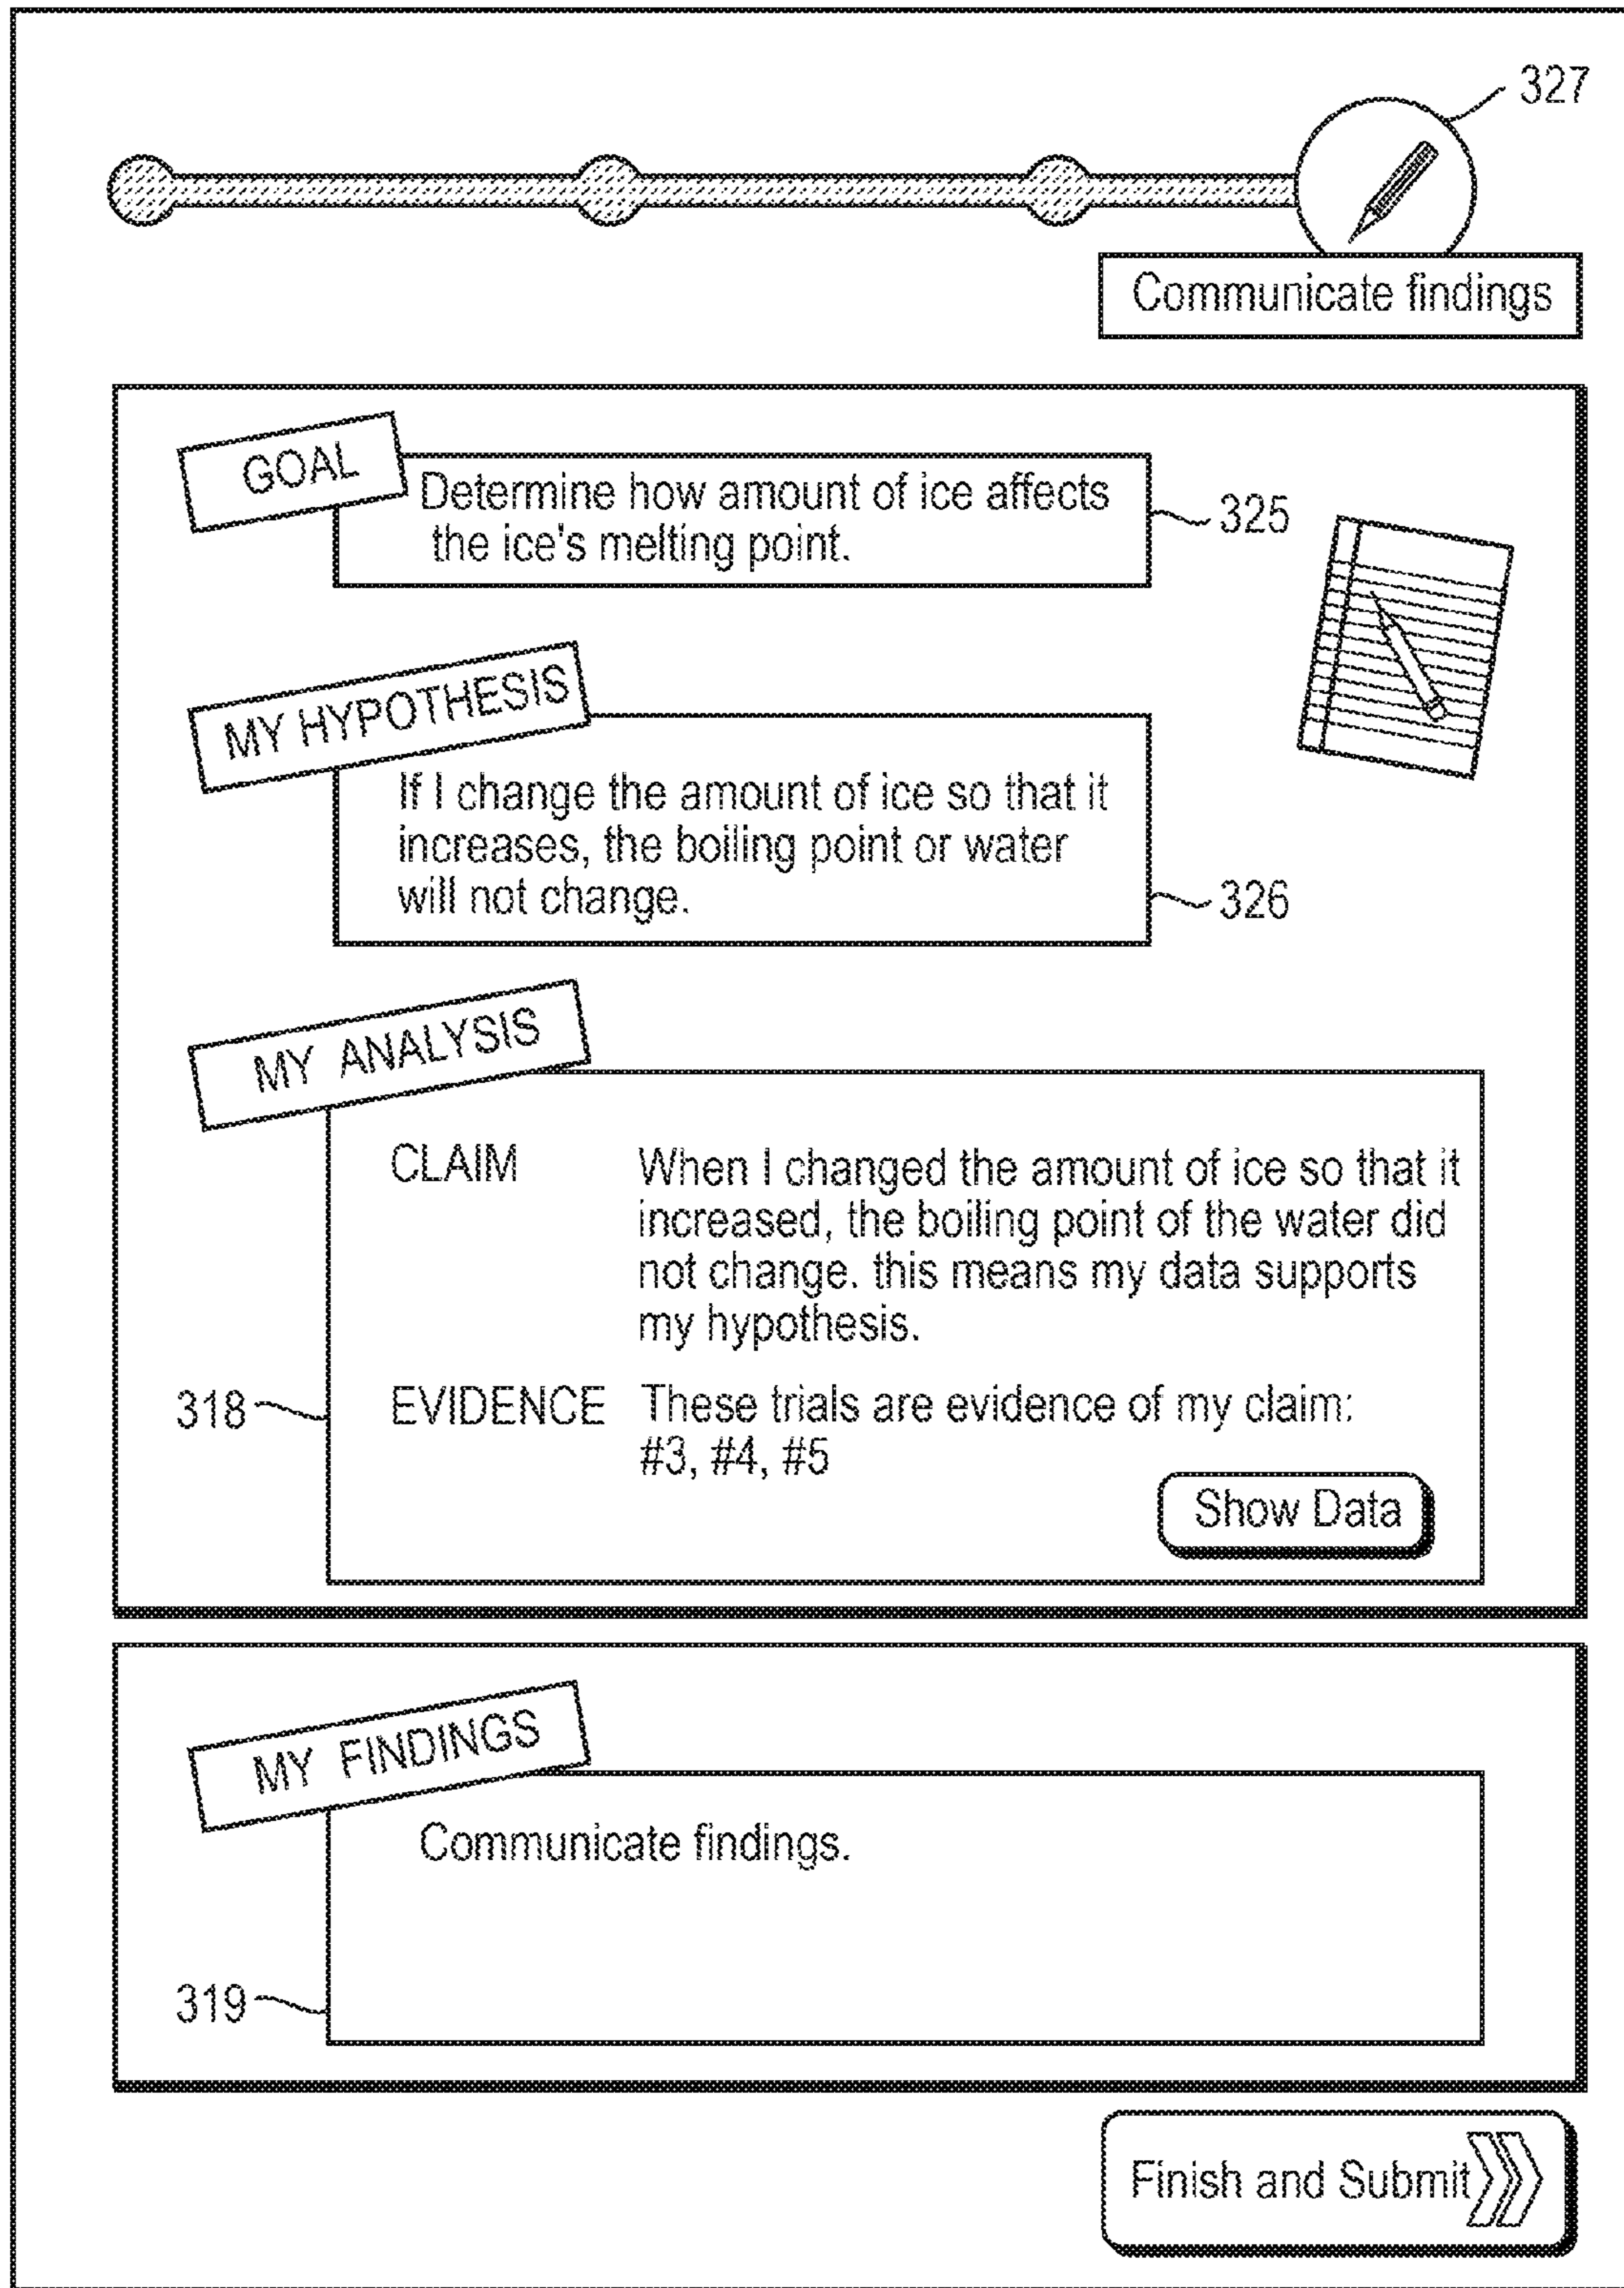 327
Communicate findings
GOAL
Determine how amount of ice affects
the ice's melting point.
325
MY HYPOTHESIS
If I change the amount of ice so that it
increases, the boiling point or water
will not change.
326
MY ANALYSIS
CLAIM When I changed the amount of ice so that it
increased, the boiling point of the water did
not change. this means my data supports
my hypothesis.
318
EVIDENCE These trials are evidence of my claim:
#3, #4, #5
Show Data
MY FINDINGS
Communicate findings.
319
Finish and Submit